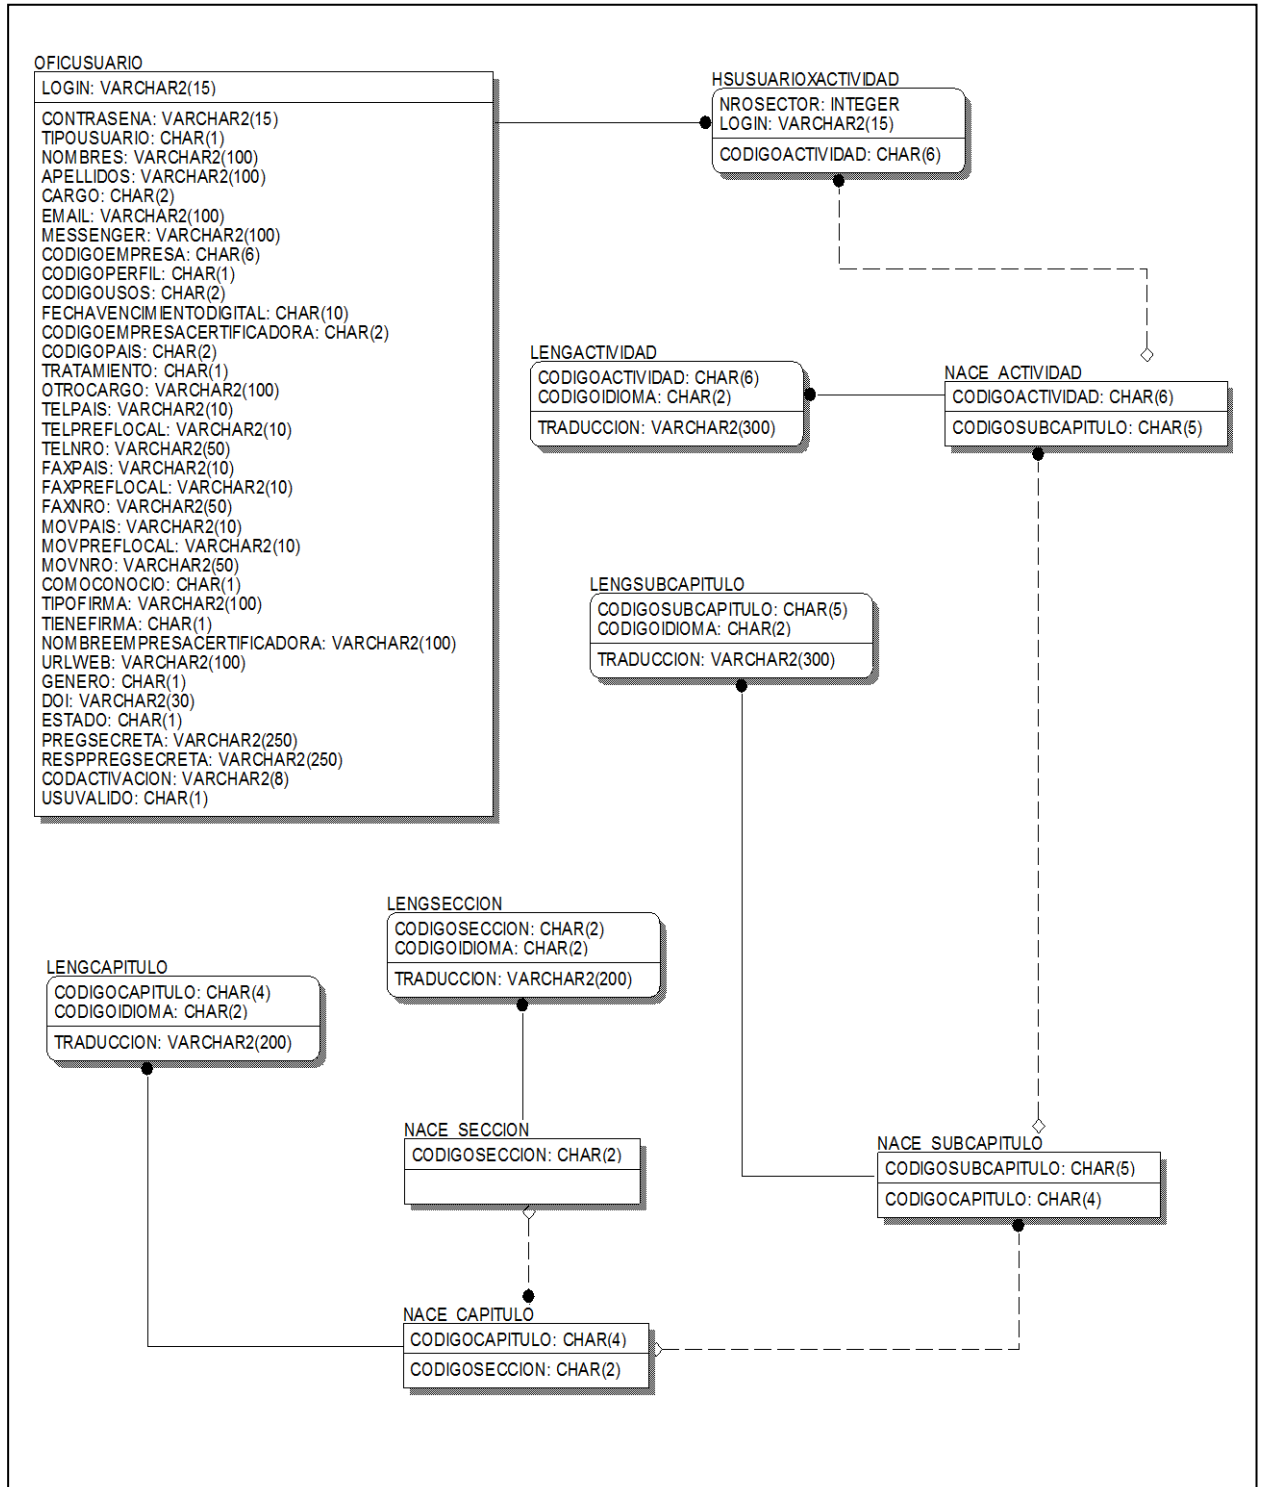 OFICUSUARIO
LOGIN: VARCHAR2(15)
CONTRASENA: VARCHAR2(15)
TIPOUSUARIO: CHAR(1)
NOMBRES: VARCHAR2(100)
APELLIDOS: VARCHAR2(100)
CARGO: CHAR(2)
EMAIL: VARCHAR2(100)
MESSENGER: VARCHAR2(100)
CODIGOEMPRESA: CHAR(6)
CODIGOPERFIL: CHAR(1)
CODIGOUSOS: CHAR(2)
FECHAVENCIMIENTODIGITAL: CHAR(10)
CODIGOEMPRESACERTIFICADORA: CHAR(2)
CODIGOPAIS: CHAR(2)
TRATAMIENTO: CHAR(1)
OTROCARGO: VARCHAR2(100)
TELPAIS: VARCHAR2(10)
TELPREFLOCAL: VARCHAR2(10)
TELNRO: VARCHAR2(50)
FAXPAIS: VARCHAR2(10)
FAXPREFLOCAL: VARCHAR2(10)
FAXNRO: VARCHAR2(50)
MOVPAIS: VARCHAR2(10)
MOVPREFLOCAL: VARCHAR2(10)
MOVNRO: VARCHAR2(50)
COMOCONOCIO: CHAR(1)
TIPOFIRMA: VARCHAR2(100)
TIENEFIRMA: CHAR(1)
NOMBREEMPRESACERTIFICADORA: VARCHAR2(100)
URLWEB: VARCHAR2(100)
GENERO: CHAR(1)
DOI: VARCHAR2(30)
ESTADO: CHAR(1)
PREGSECRETA: VARCHAR2(250)
RESPPREGSECRETA: VARCHAR2(250)
CODACTIVACION: VARCHAR2(8)
USUVALIDO: CHAR(1)
HSUSUARIOXACTIVIDAD
NROSECTOR: INTEGER
LOGIN: VARCHAR2(15)
CODIGOACTIVIDAD: CHAR(6)
LENGACTIVIDAD
CODIGOACTIVIDAD: CHAR(6)
CODIGOIDIOMA: CHAR(2)
TRADUCCION: VARCHAR2(300)
NACE_ACTIVIDAD
CODIGOACTIVIDAD: CHAR(6)
CODIGOSUBCAPITULO: CHAR(5)
LENGSUBCAPITULO
CODIGOSUBCAPITULO: CHAR(5)
CODIGOIDIOMA: CHAR(2)
TRADUCCION: VARCHAR2(300)
LENGSECCION
CODIGOSECCION: CHAR(2)
CODIGOIDIOMA: CHAR(2)
TRADUCCION: VARCHAR2(200)
LENGCAPITULO
CODIGOCAPITULO: CHAR(4)
CODIGOIDIOMA: CHAR(2)
TRADUCCION: VARCHAR2(200)
NACE_SECCION
CODIGOSECCION: CHAR(2)
NACE_SUBCAPITULO
CODIGOSUBCAPITULO: CHAR(5)
CODIGOCAPITULO: CHAR(4)
NACE_CAPITULO
CODIGOCAPITULO: CHAR(4)
CODIGOSECCION: CHAR(2)